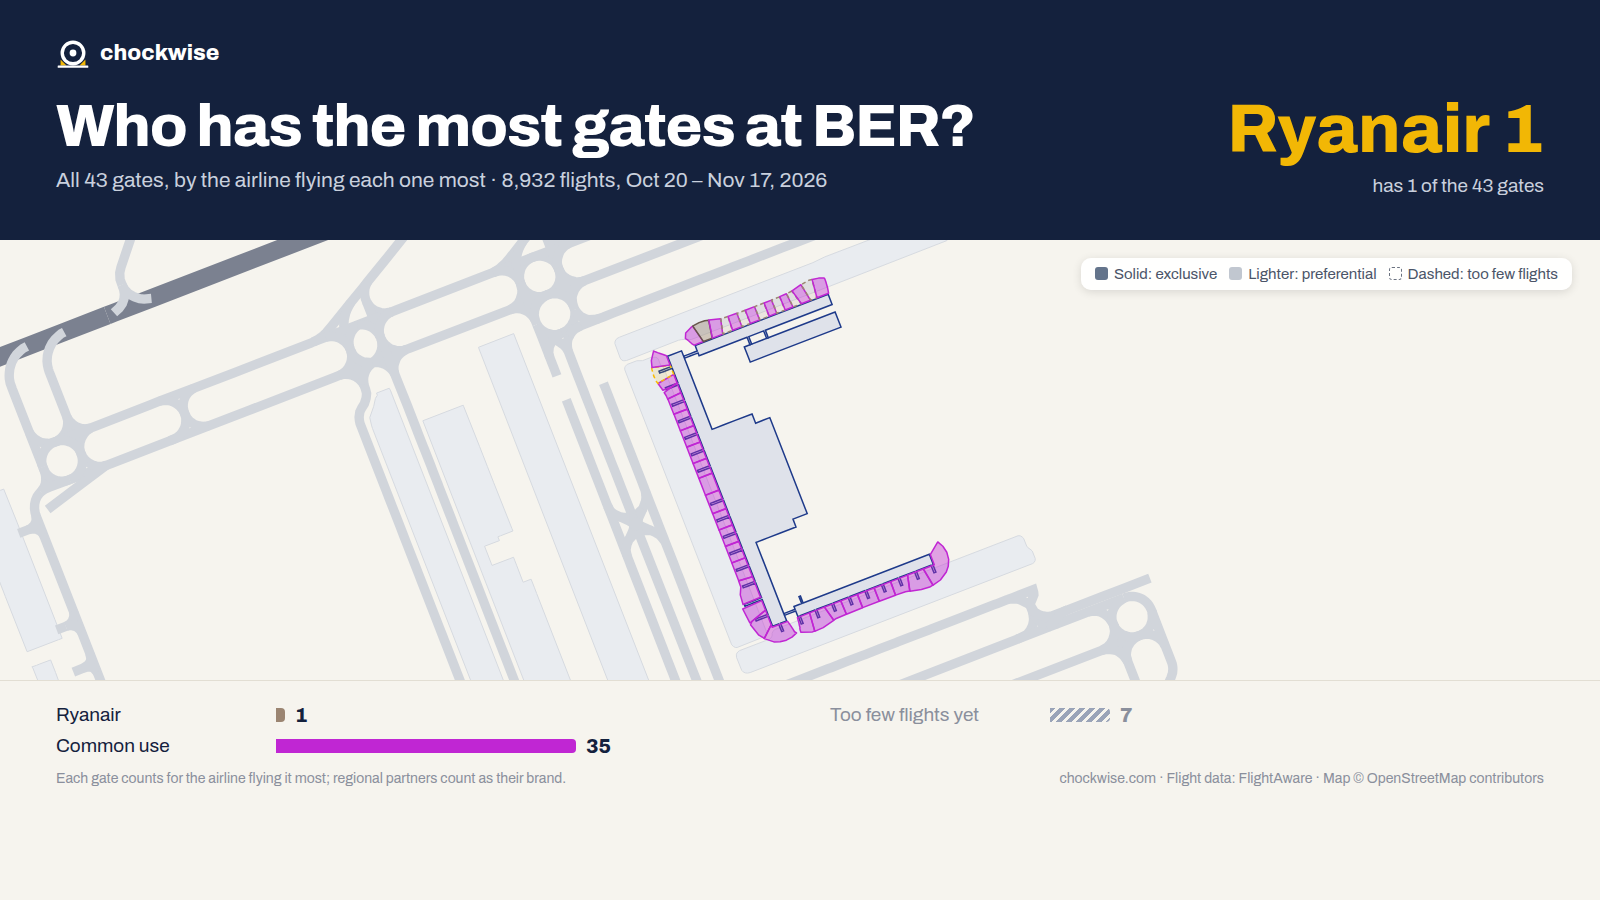 chockwise
Who has the most gates at BER?
All 43 gates, by the airline flying each one most · 8,932 flights, Oct 20 – Nov 17, 2026
Ryanair 1
has 1 of the 43 gates
Solid: exclusive Lighter: preferential Dashed: too few flights
Ryanair 1
Too few flights yet 7
Common use 35
Each gate counts for the airline flying it most; regional partners count as their brand.
chockwise.com · Flight data: FlightAware · Map © OpenStreetMap contributors